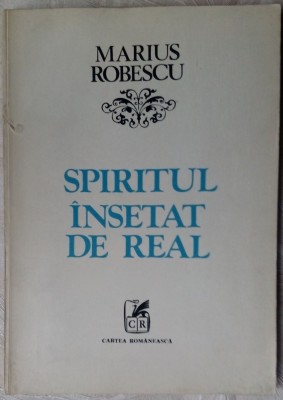 MARIUS
ROBESCU
SPIRITUL
ÎNSETAT
DE REAL
CR
CARTEA ROMÂNEASCĂ